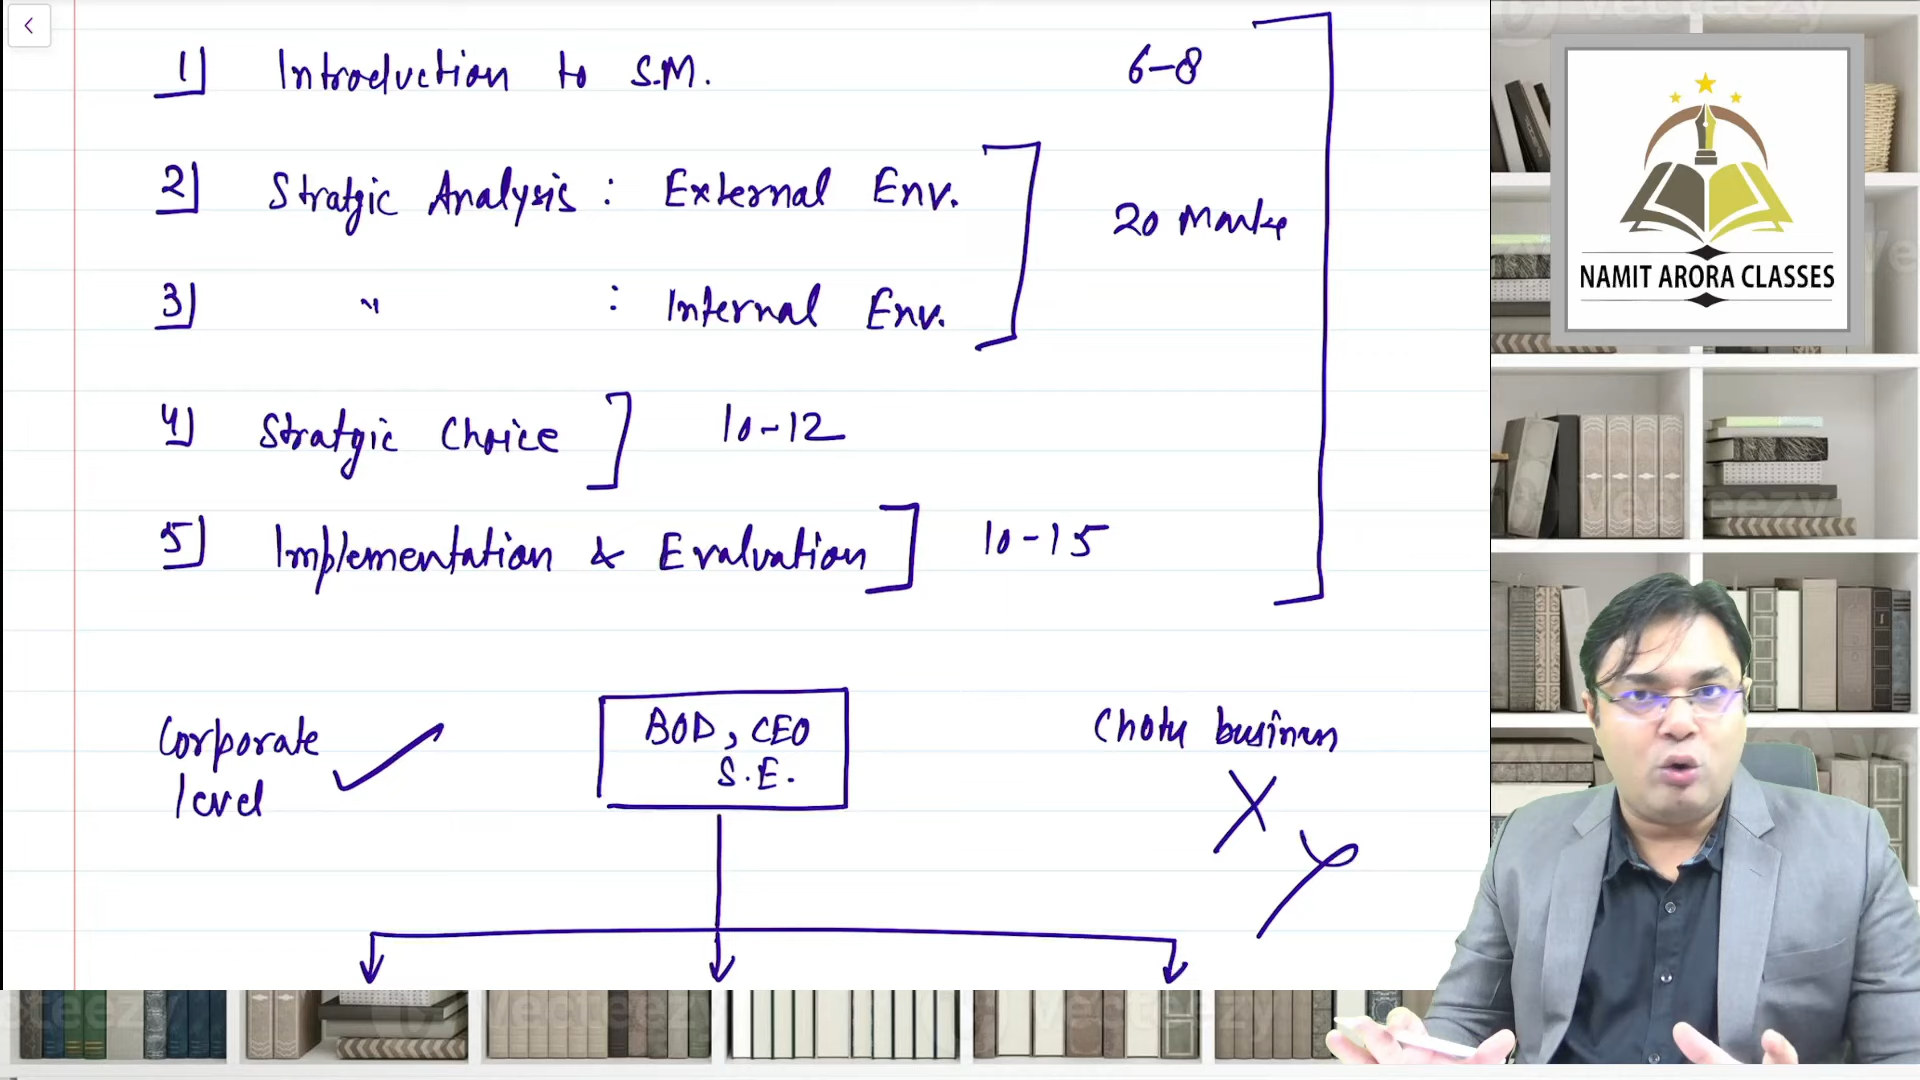 1] Introduction to S.M. 6-8
2] Stratgic Analysis : External Env.
20 Marks
3] " : Internal Env.
4] Stratgic Choice 10-12
5] Implementation & Evaluation 10-15
Corporate level
BOD, CEO
S.E.
Chotu business
X
Y
NAMIT ARORA CLASSES
vecteezy